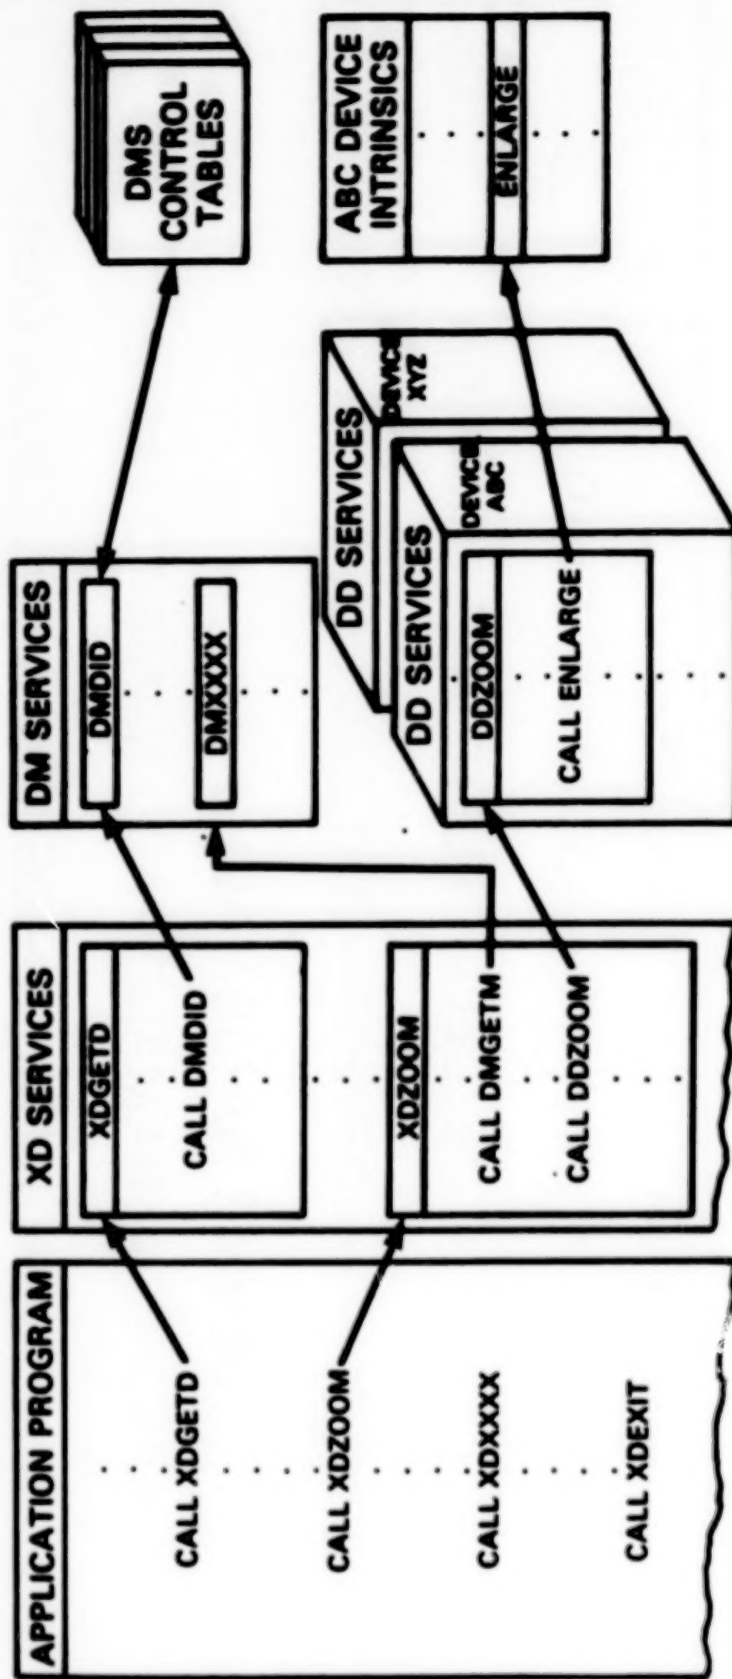 APPLICATION PROGRAM
CALL XDGETD
CALL XDZOOM
CALL XDXXXX
CALL XDEXIT
XD SERVICES
XDGETD
CALL DMDID
XDZOOM
CALL DMGETM
CALL DDZOOM
DM SERVICES
DMDID
DMXXXX
DD SERVICES
DEVICE
XYZ
DD SERVICES
DEVICE
ABC
DDZOOM
CALL ENLARGE
DMS
CONTROL
TABLES
ABC DEVICE
INTRINSICS
ENLARGE